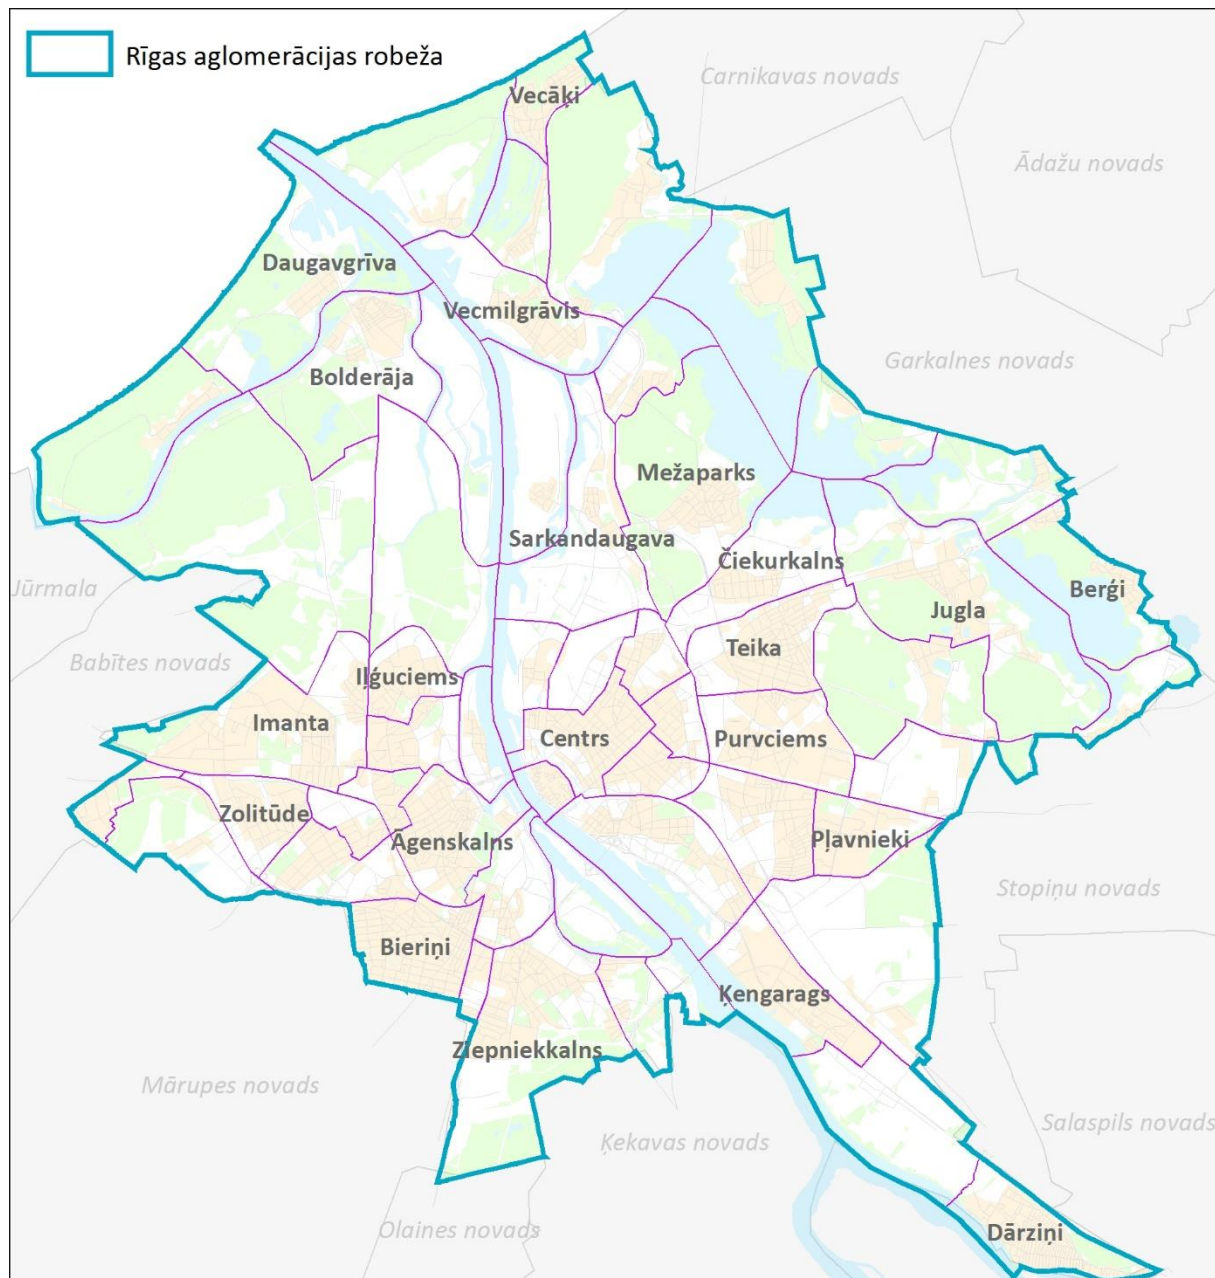 Rīgas aglomerācijas robeža
Carnikavas novads
Vecāķi
Ādažu novads
Daugavgrīva
Vecmilgrāvis
Garkalnes novads
Bolderāja
Mežaparks
Sarkandaugava
Čiekurkalns
Jūrmala
Berģi
Jugla
Teika
Babītes novads
Iļģuciems
Imanta
Centrs
Purvciems
Zolitūde
Āgenskalns
Pļavnieki
Stopiņu novads
Bieriņi
Ķengarags
Ziepniekkalns
Mārupes novads
Salaspils novads
Ķekavas novads
Olaines novads
Dārziņi